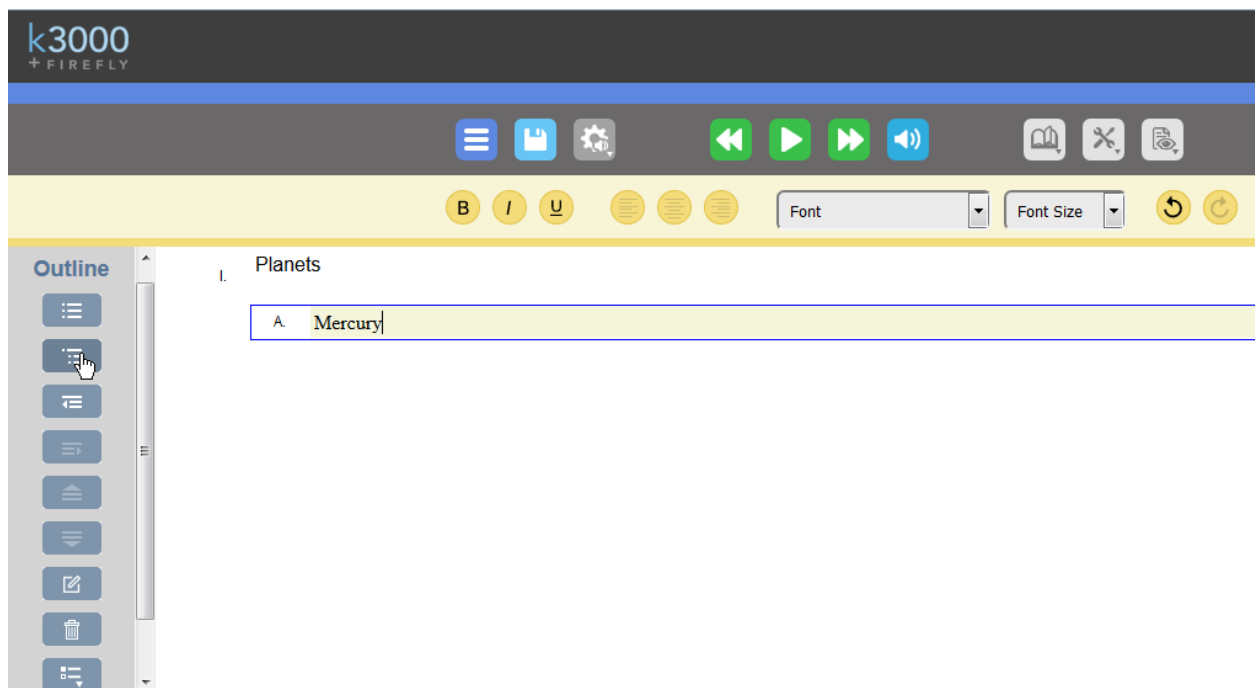 k3000
+ FIREFLY
B I U Font Font Size
Outline
I. Planets
A. Mercury